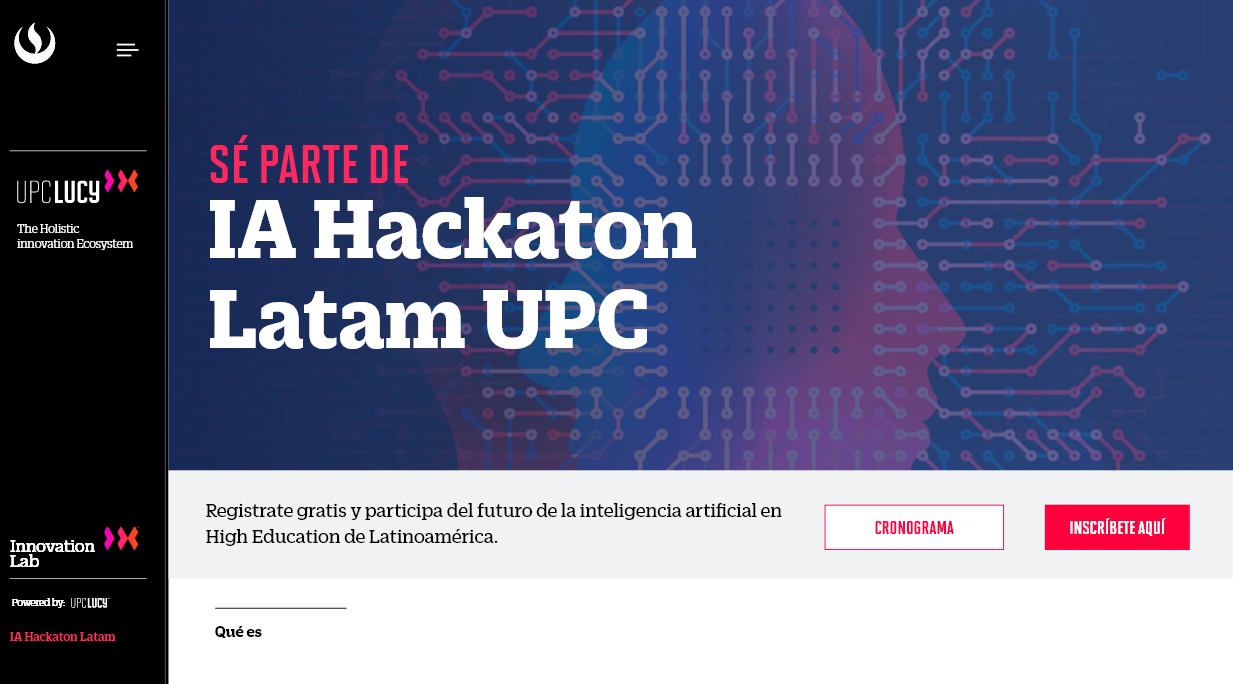 UPC LUCY
The Holistic
innovation Ecosystem
Innovation
Lab
Powered by: UPC LUCY
IA Hackaton Latam
SÉ PARTE DE
IA Hackaton
Latam UPC
Registrate gratis y participa del futuro de la inteligencia artificial en
High Education de Latinoamérica.
CRONOGRAMA
INSCRÍBETE AQUÍ
Qué es